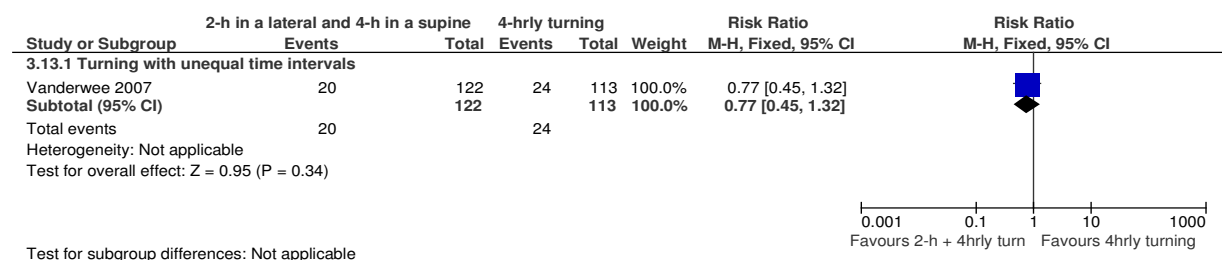 2-h in a lateral and 4-h in a supine 4-hrly turning Risk Ratio Risk Ratio
Study or Subgroup Events Total Events Total Weight M-H, Fixed, 95% CI M-H, Fixed, 95% CI
3.13.1 Turning with unequal time intervals
Vanderwee 2007 20 122 24 113 100.0% 0.77 [0.45, 1.32]
Subtotal (95% CI) 122 113 100.0% 0.77 [0.45, 1.32]
Total events 20 24
Heterogeneity: Not applicable
Test for overall effect: Z = 0.95 (P = 0.34)
0.001 0.1 1 10 1000
Favours 2-h + 4hrly turn Favours 4hrly turning
Test for subgroup differences: Not applicable